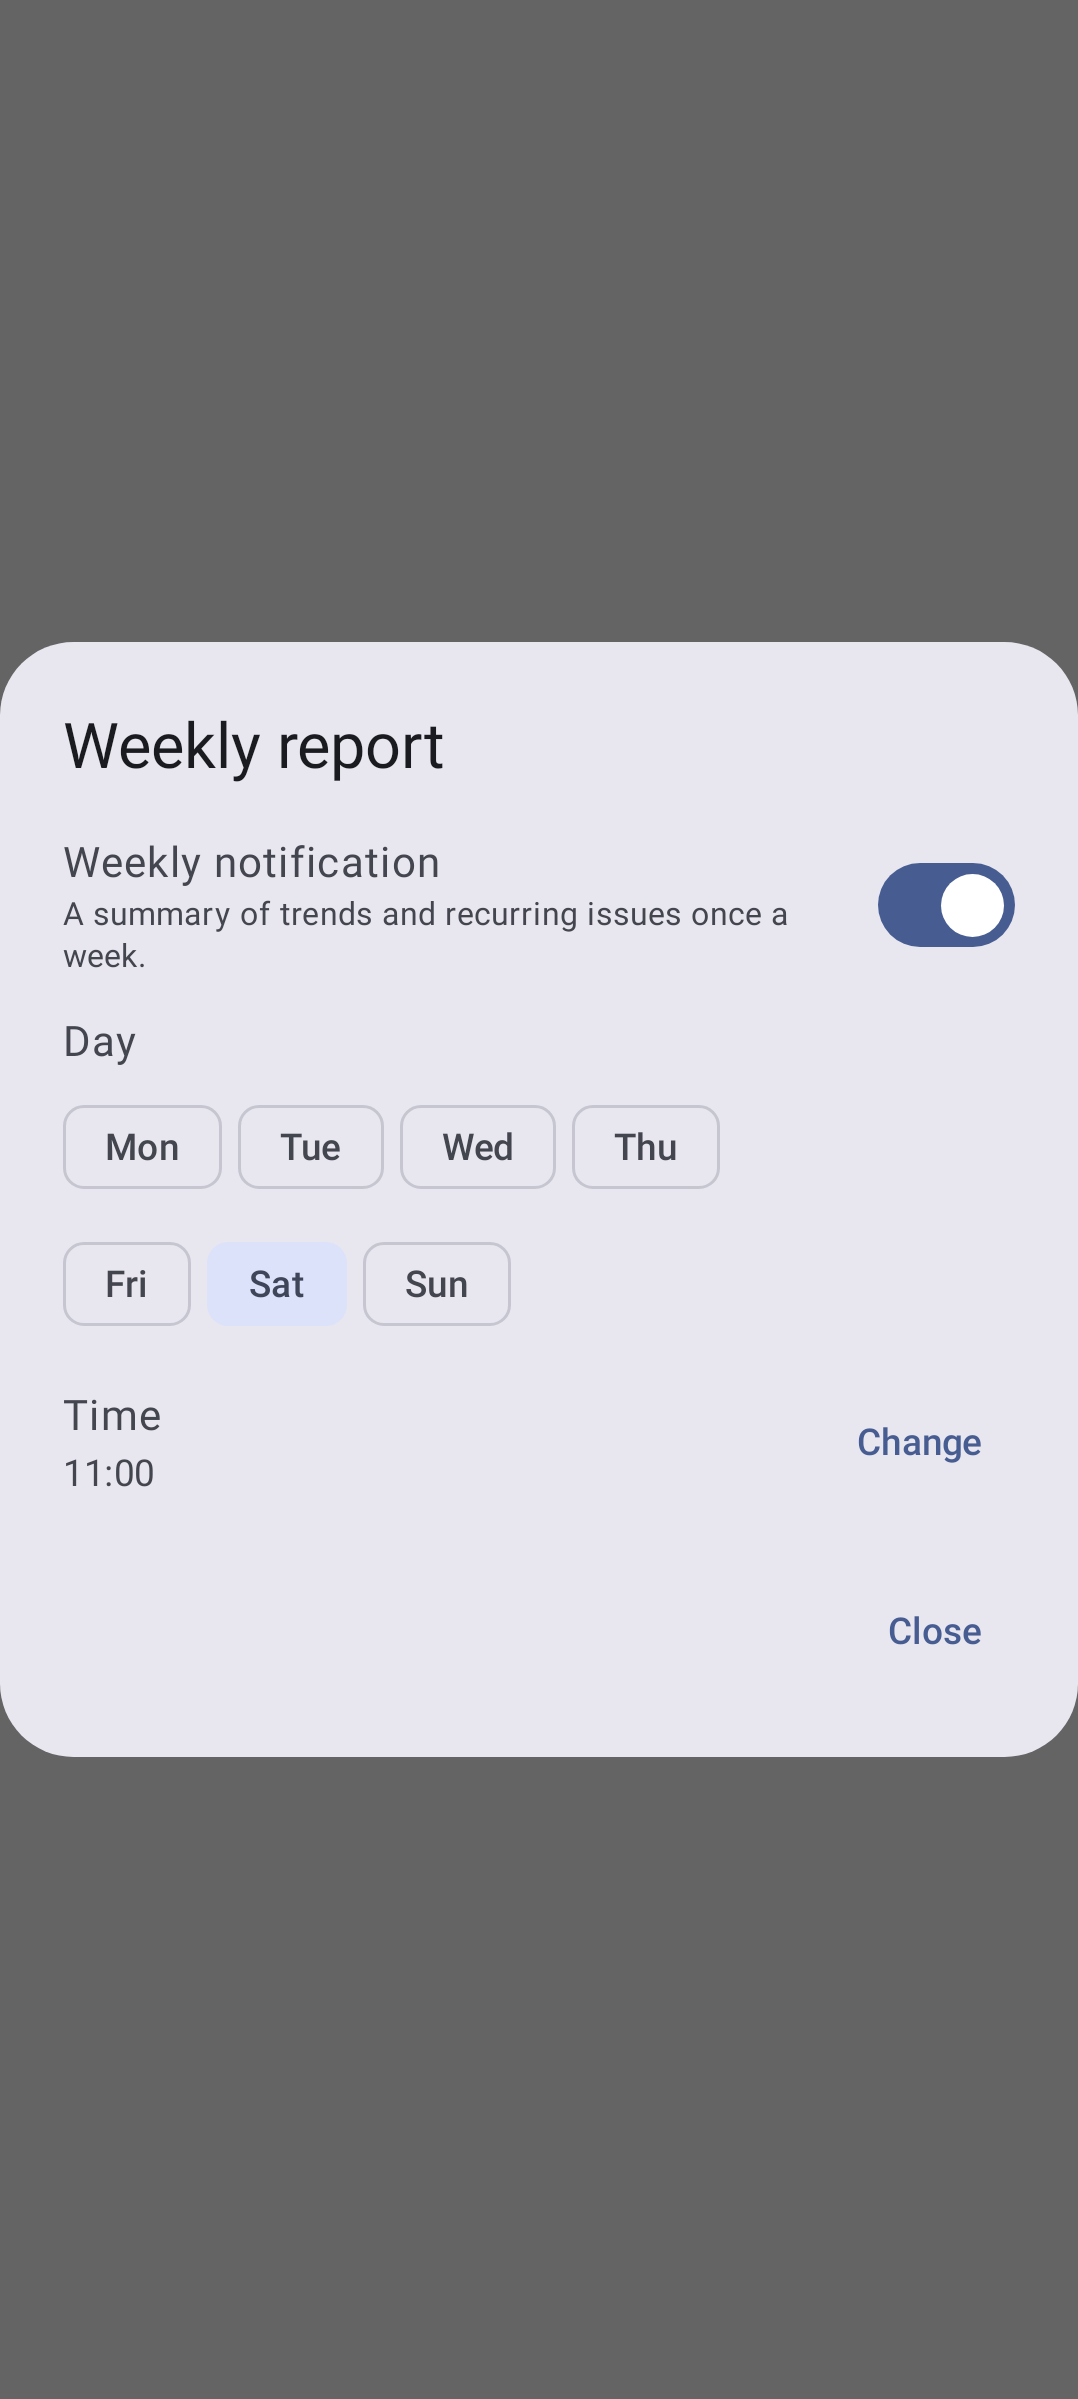 Weekly report
Weekly notification
A summary of trends and recurring issues once a
week.
Day
Mon Tue Wed Thu
Fri Sat Sun
Time
11:00
Change
Close